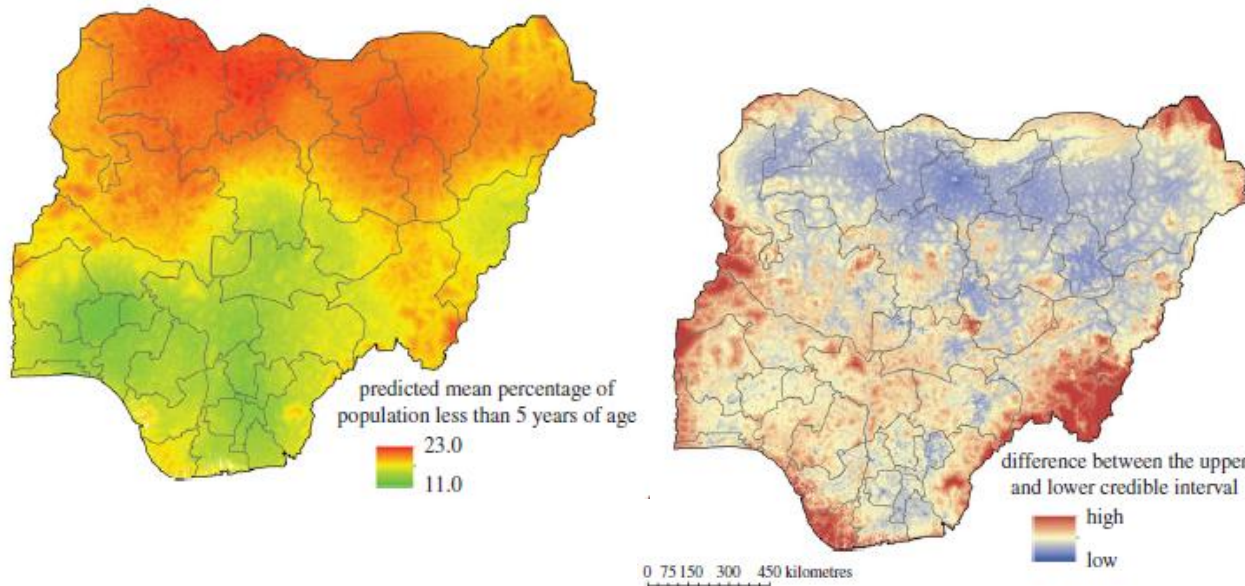 predicted mean percentage of
population less than 5 years of age
23.0
11.0
difference between the upper
and lower credible interval
high
low
0 75 150 300 450 kilometres